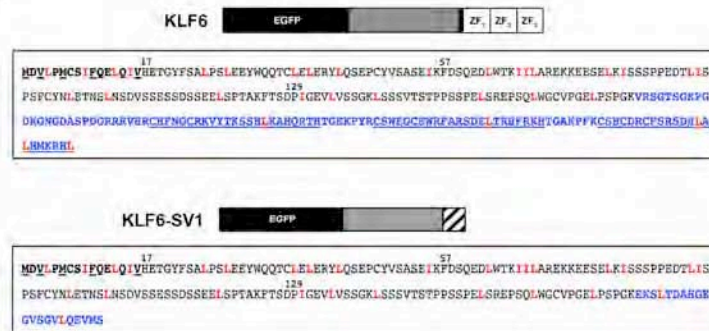 KLF6 EGFP ZF1 ZF2 ZF3
17 57
MDVLPMCSIFQELQIVHETGYFSALPSLEEYWQQTCLELERYLQSEPCYVSASEIKFDSQEDLWTKIILAREKKEESELKISSSPPEDTLIS
129
PSFCYNLETNSLNSDVSSESSDSSEELSPTAKFTSDPIGEVLVSSGKLSSSVTSTPPSSPELSREPSQLWGCVPGELPSPGKVRSGTSGKPG
DKGNGDASPDGRRRVHRCHFNGCRKVYTKSSHLKAHQRTHTGEKPYRCSWEGCEWRFARSDELTRHFRKHTGAKPFKCSHCDRCFSRSDHLA
LHMKRHL
KLF6-SV1 EGFP
17 57
MDVLPMCSIFQELQIVHETGYFSALPSLEEYWQQTCLELERYLQSEPCYVSASEIKFDSQEDLWTKIILAREKKEESELKISSSPPEDTLIS
129
PSFCYNLETNSLNSDVSSESSDSSEELSPTAKFTSDPIGEVLVSSGKLSSSVTSTPPSSPELSREPSQLWGCVPGELPSPGKEKSLTDAHGK
GVSGVLQEVMS